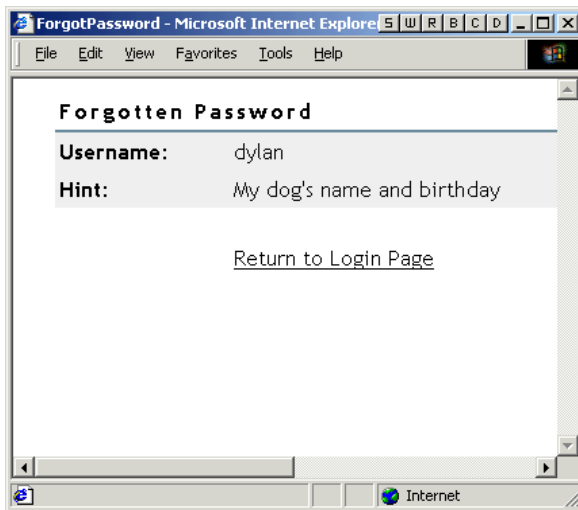 ForgotPassword - Microsoft Internet Explore S W R B C D
File Edit View Favorites Tools Help
Forgotten Password
Username: dylan
Hint: My dog's name and birthday
Return to Login Page
Internet